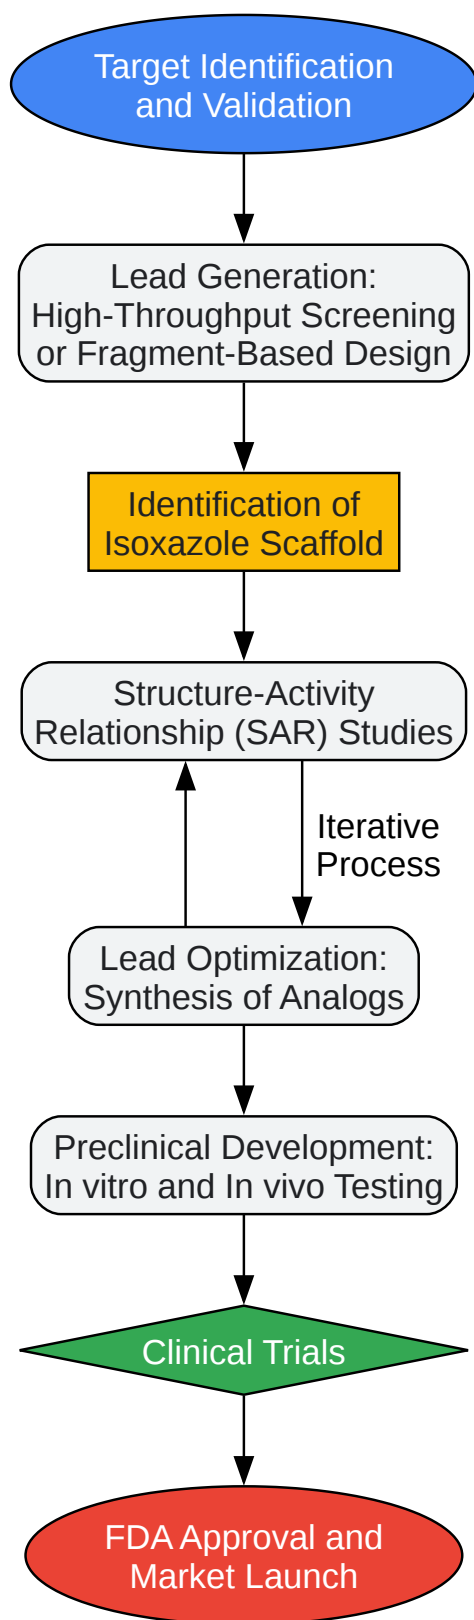 Target Identification
and Validation
Lead Generation:
High-Throughput Screening
or Fragment-Based Design
Identification of
Isoxazole Scaffold
Structure-Activity
Relationship (SAR) Studies
Iterative
Process
Lead Optimization:
Synthesis of Analogs
Preclinical Development:
In vitro and In vivo Testing
Clinical Trials
FDA Approval and
Market Launch